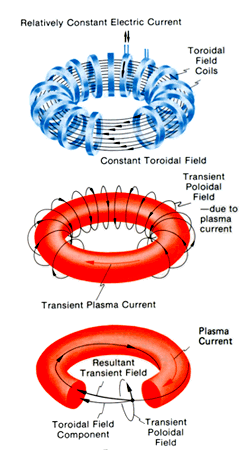 Relatively Constant Electric Current
Toroidal
Field
Coils
Constant Toroidal Field
Transient
Poloidal
Field
—due to
plasma
current
Transient Plasma Current
Plasma
Current
Resultant
Transient Field
Toroidal Field
Component
Transient
Poloidal
Field